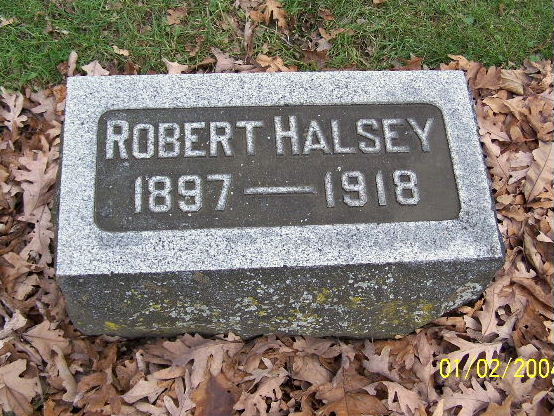 ROBERT HALSEY
1897 — 1918
01/02/2004